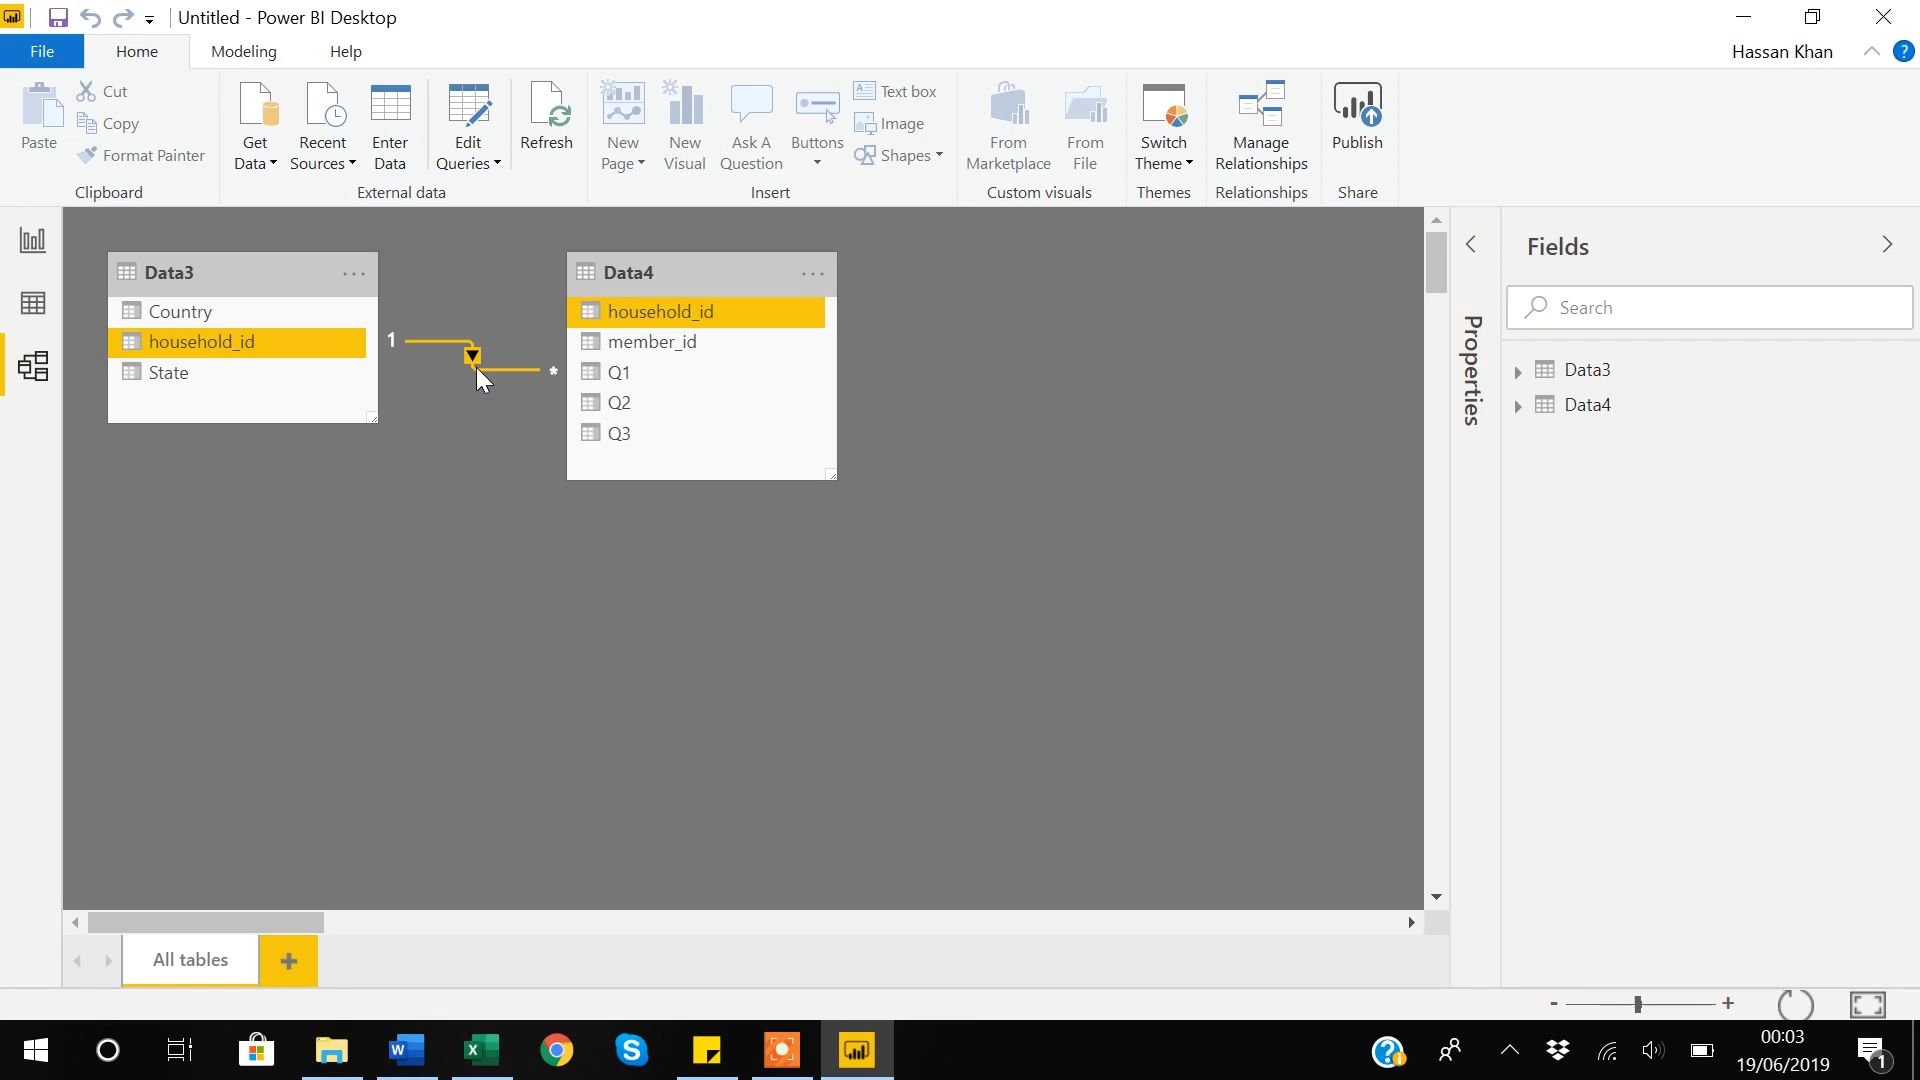 Untitled - Power BI Desktop
File
Home
Modeling
Help
Hassan Khan
?
Paste
Cut
Copy
Format Painter
Get
Data
Recent
Sources
Enter
Data
Edit
Queries
Refresh
New
Page
New
Visual
Ask A
Question
Buttons
Text box
Image
Shapes
From
Marketplace
From
File
Switch
Theme
Manage
Relationships
Publish
Clipboard
External data
Insert
Custom visuals
Themes
Relationships
Share
Data3
...
Country
household_id
State
1
*
Data4
...
household_id
member_id
Q1
Q2
Q3
Properties
Fields
Search
Data3
Data4
All tables
+
- +
00:03
19/06/2019
1